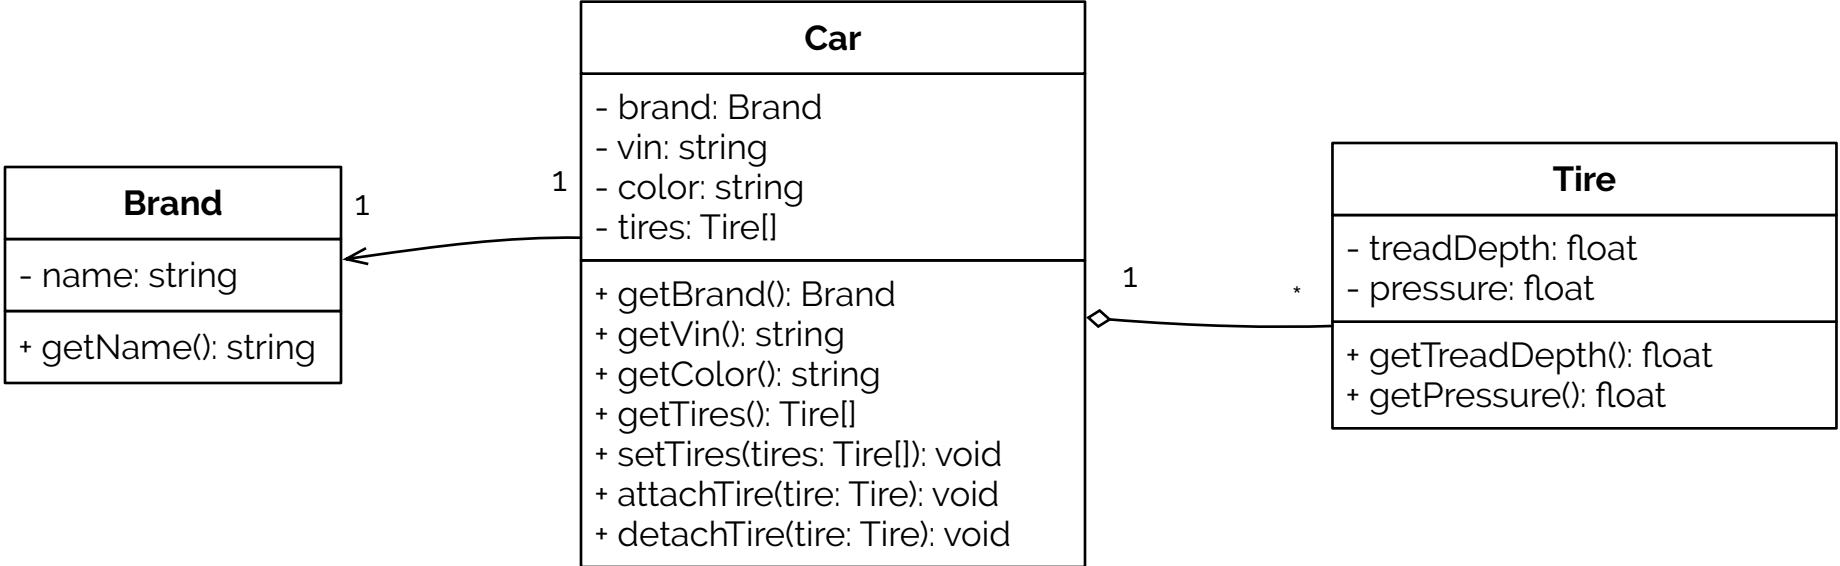 Brand
- name: string
+ getName(): string
1
1
Car
- brand: Brand
- vin: string
- color: string
- tires: Tire[]
+ getBrand(): Brand
+ getVin(): string
+ getColor(): string
+ getTires(): Tire[]
+ setTires(tires: Tire[]): void
+ attachTire(tire: Tire): void
+ detachTire(tire: Tire): void
1
*
Tire
- treadDepth: float
- pressure: float
+ getTreadDepth(): float
+ getPressure(): float